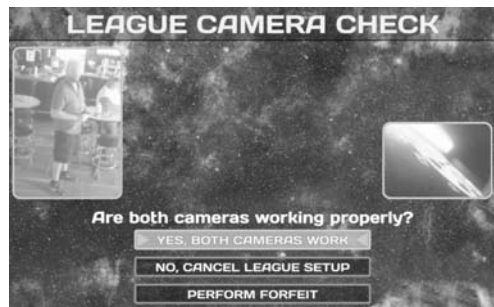 LEAGUE CAMERA CHECK
Are both cameras working properly?
YES, BOTH CAMERAS WORK
NO, CANCEL LEAGUE SETUP
PERFORM FORFEIT